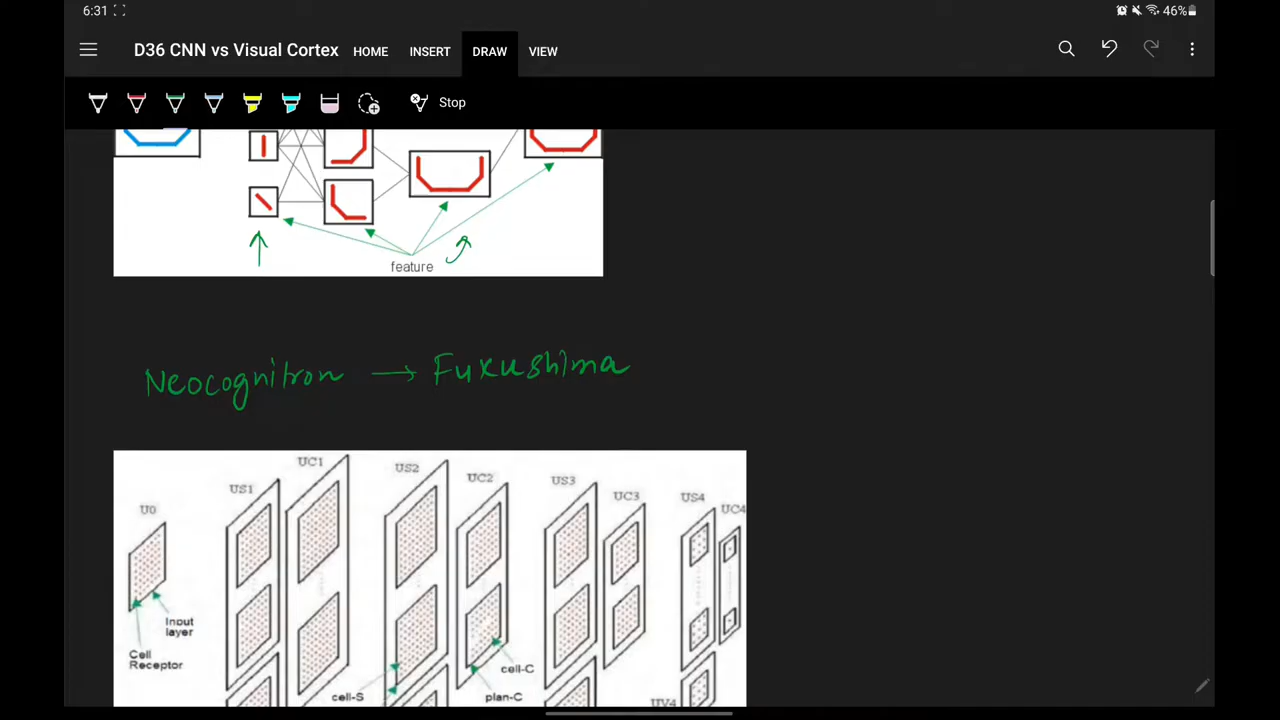 6:31
46%
D36 CNN vs Visual Cortex HOME INSERT DRAW VIEW
Stop
feature
Neocognitron → Fukushima
UC1
US2
UC2
US3
UC3
US1
US4
UC4
U0
Input
layer
Cell
Receptor
cell-C
cell-S
plan-C
UV4